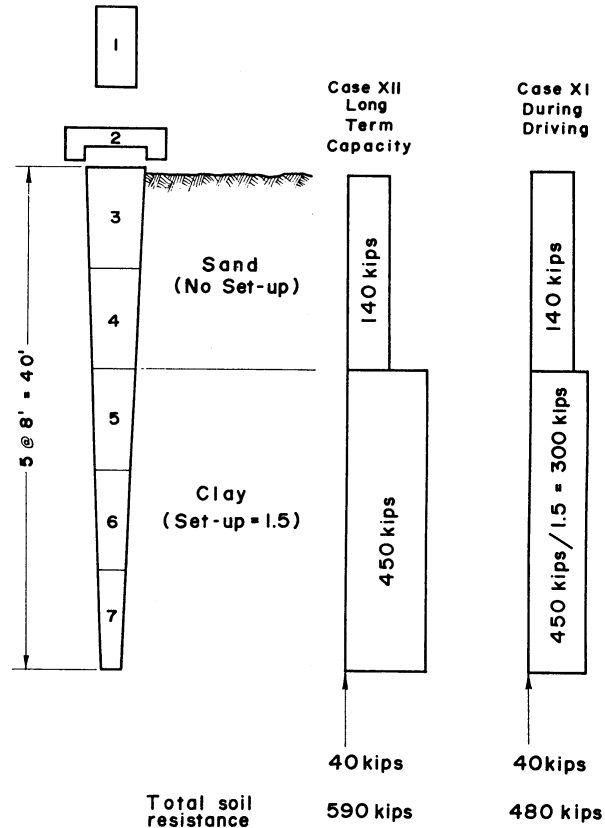 1
2
3
4
5
6
7
5 @ 8' = 40'
Sand
(No Set-up)
Clay
(Set-up = 1.5)
Case XII
Long
Term
Capacity
140 kips
450 kips
40 kips
Case XI
During
Driving
140 kips
450 kips / 1.5 = 300 kips
40 kips
Total soil
resistance
590 kips
480 kips